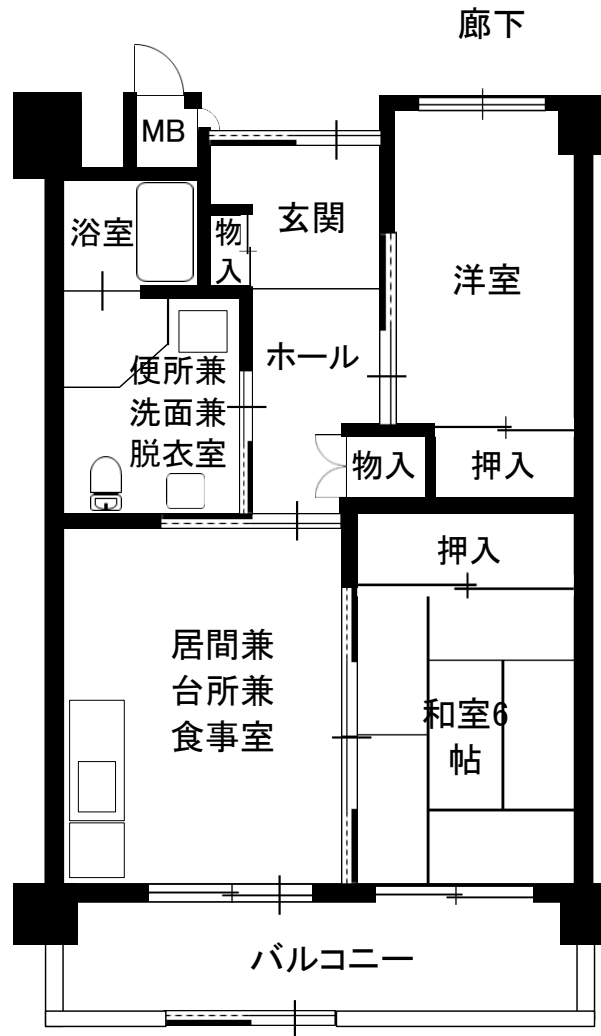 廊下
MB
浴室
物
入
玄関
洋室
ホール
便所兼
洗面兼
脱衣室
物入
押入
押入
居間兼
台所兼
食事室
和室6
帖
バルコニー